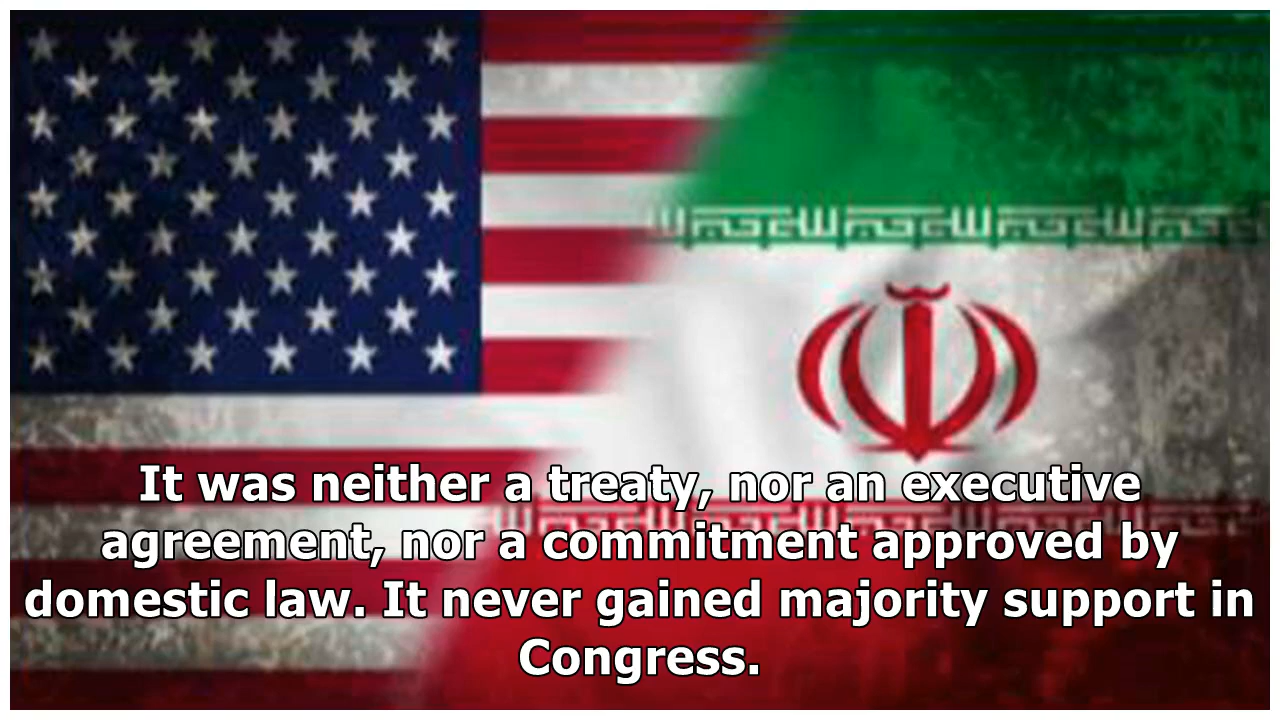 It was neither a treaty, nor an executive
agreement, nor a commitment approved by
domestic law. It never gained majority support in
Congress.